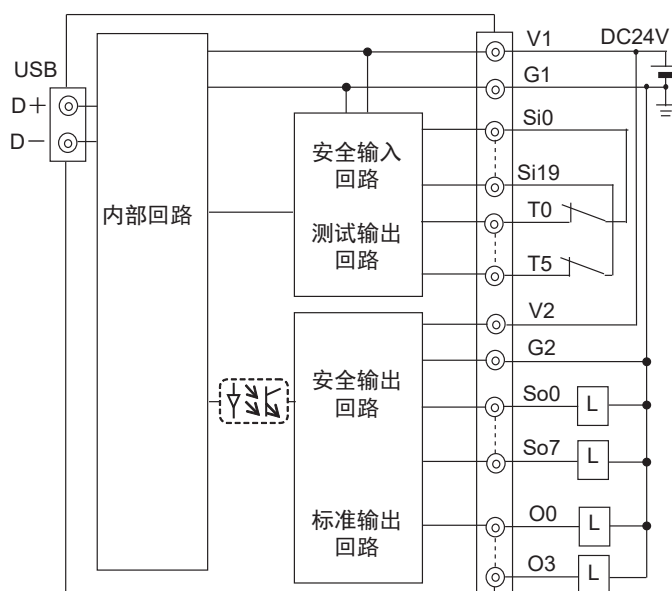 V1
DC24V
USB
G1
D+
Si0
D-
安全输入
回路
Si19
内部回路
T0
测试输出
回路
T5
V2
G2
安全输出
回路
So0
L
So7
L
标准输出
回路
O0
L
O3
L